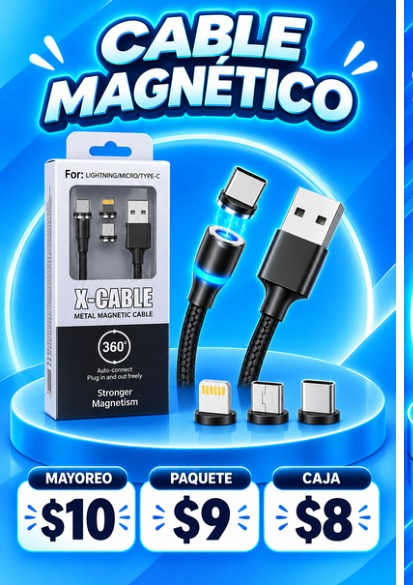 CABLE
MAGNÉTICO
For: LIGHTNING/MICRO/TYPE-C
X-CABLE
METAL MAGNETIC CABLE
360°
Auto-connect
Plug in and out freely
Stronger
Magnetism
MAYOREO
$10
PAQUETE
$9
CAJA
$8